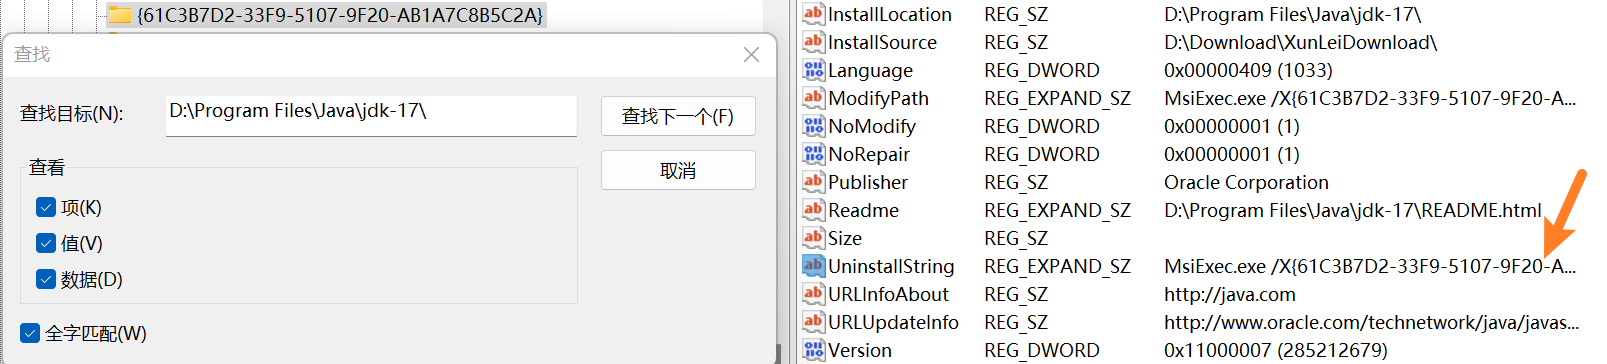 {61C3B7D2-33F9-5107-9F20-AB1A7C8B5C2A}
查找
查找目标(N):
D:\Program Files\Java\jdk-17\
查找下一个(F)
取消
查看
项(K)
值(V)
数据(D)
全字匹配(W)
InstallLocation REG_SZ D:\Program Files\Java\jdk-17\
InstallSource REG_SZ D:\Download\XunLeiDownload\
Language REG_DWORD 0x00000409 (1033)
ModifyPath REG_EXPAND_SZ MsiExec.exe /X{61C3B7D2-33F9-5107-9F20-A...
NoModify REG_DWORD 0x00000001 (1)
NoRepair REG_DWORD 0x00000001 (1)
Publisher REG_SZ Oracle Corporation
Readme REG_EXPAND_SZ D:\Program Files\Java\jdk-17\README.html
Size REG_SZ
UninstallString REG_EXPAND_SZ MsiExec.exe /X{61C3B7D2-33F9-5107-9F20-A...
URLInfoAbout REG_SZ http://java.com
URLUpdateInfo REG_SZ http://www.oracle.com/technetwork/java/javas...
Version REG_DWORD 0x11000007 (285212679)